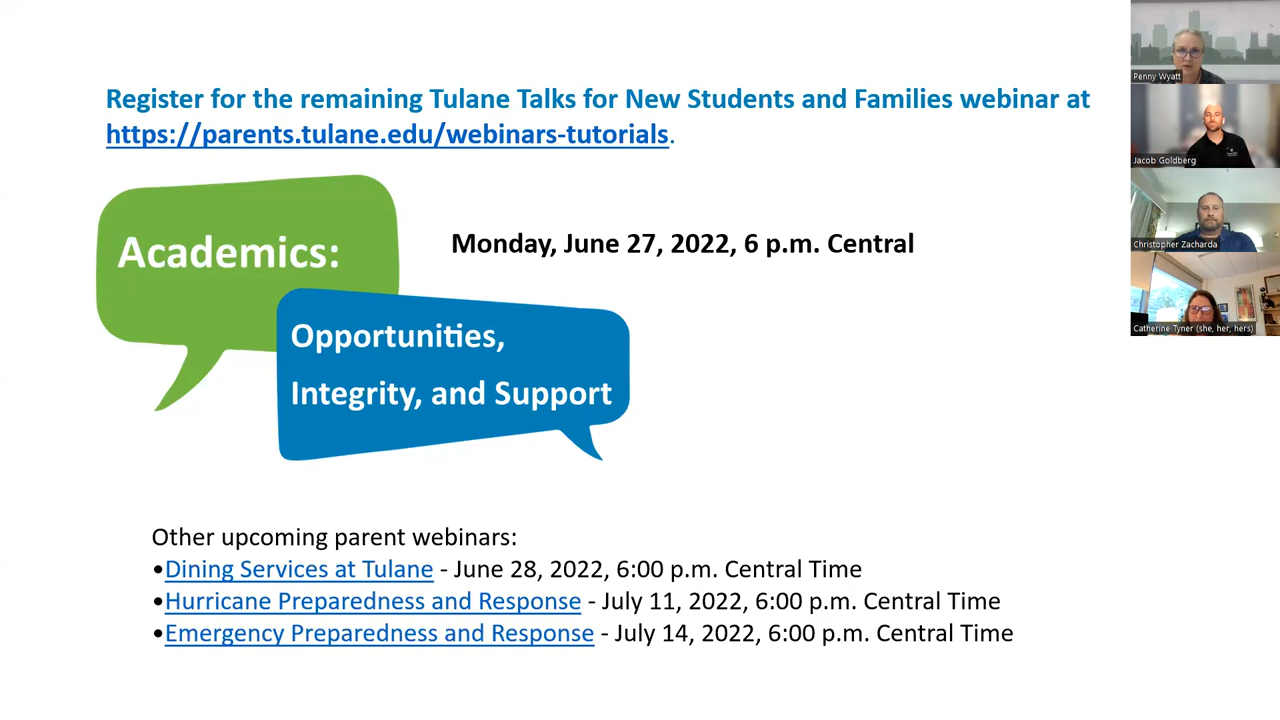 Register for the remaining Tulane Talks for New Students and Families webinar at
https://parents.tulane.edu/webinars-tutorials.
Academics:
Monday, June 27, 2022, 6 p.m. Central
Opportunities,
Integrity, and Support
Other upcoming parent webinars:
•Dining Services at Tulane - June 28, 2022, 6:00 p.m. Central Time
•Hurricane Preparedness and Response - July 11, 2022, 6:00 p.m. Central Time
•Emergency Preparedness and Response - July 14, 2022, 6:00 p.m. Central Time
Penny Wyatt
Jacob Goldberg
Christopher Zacharda
Catherine Tyner (she, her, hers)